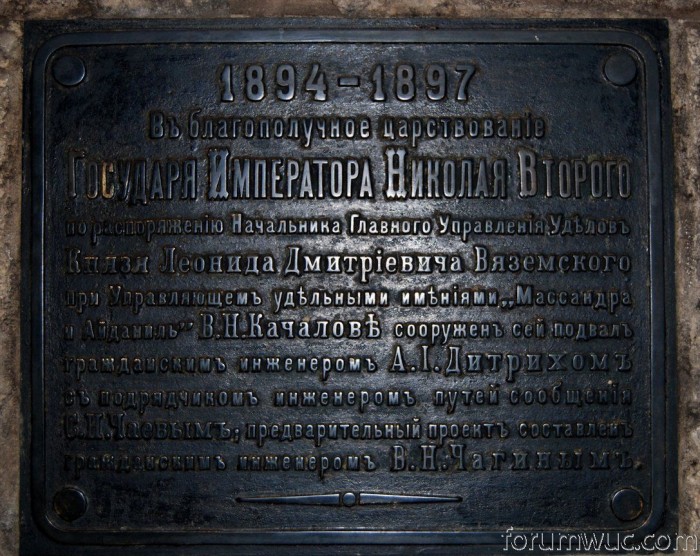 1894-1897
Въ благополучное царствованіе
Государя Императора Николая Второго
по распоряженію Начальника Главного Управленія Удѣловъ
Князя Леонида Дмитріевича Вяземского
при Управляющемъ удѣльными имѣніями „Массандра
и Айданиль" В.Н.Качаловѣ сооруженъ сей подвалъ
гражданскимъ инженеромъ А.І.Дитрихомъ
съ подрядчикомъ инженеромъ путей сообщенія
С.И.Чаевымъ; предварительный проектъ составленъ
гражданскимъ инженеромъ В.Н.Чагинымъ.
forumwuc.com